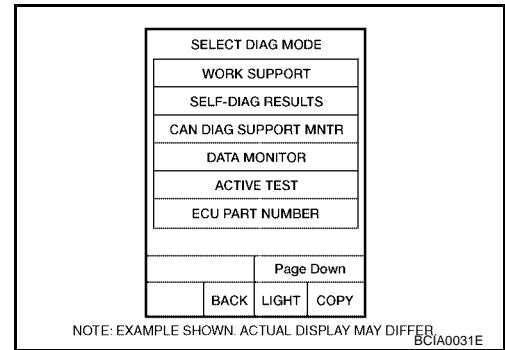 SELECT DIAG MODE
WORK SUPPORT
SELF-DIAG RESULTS
CAN DIAG SUPPORT MNTR
DATA MONITOR
ACTIVE TEST
ECU PART NUMBER
Page Down
BACK LIGHT COPY
NOTE: EXAMPLE SHOWN. ACTUAL DISPLAY MAY DIFFER.
BCIA0031E